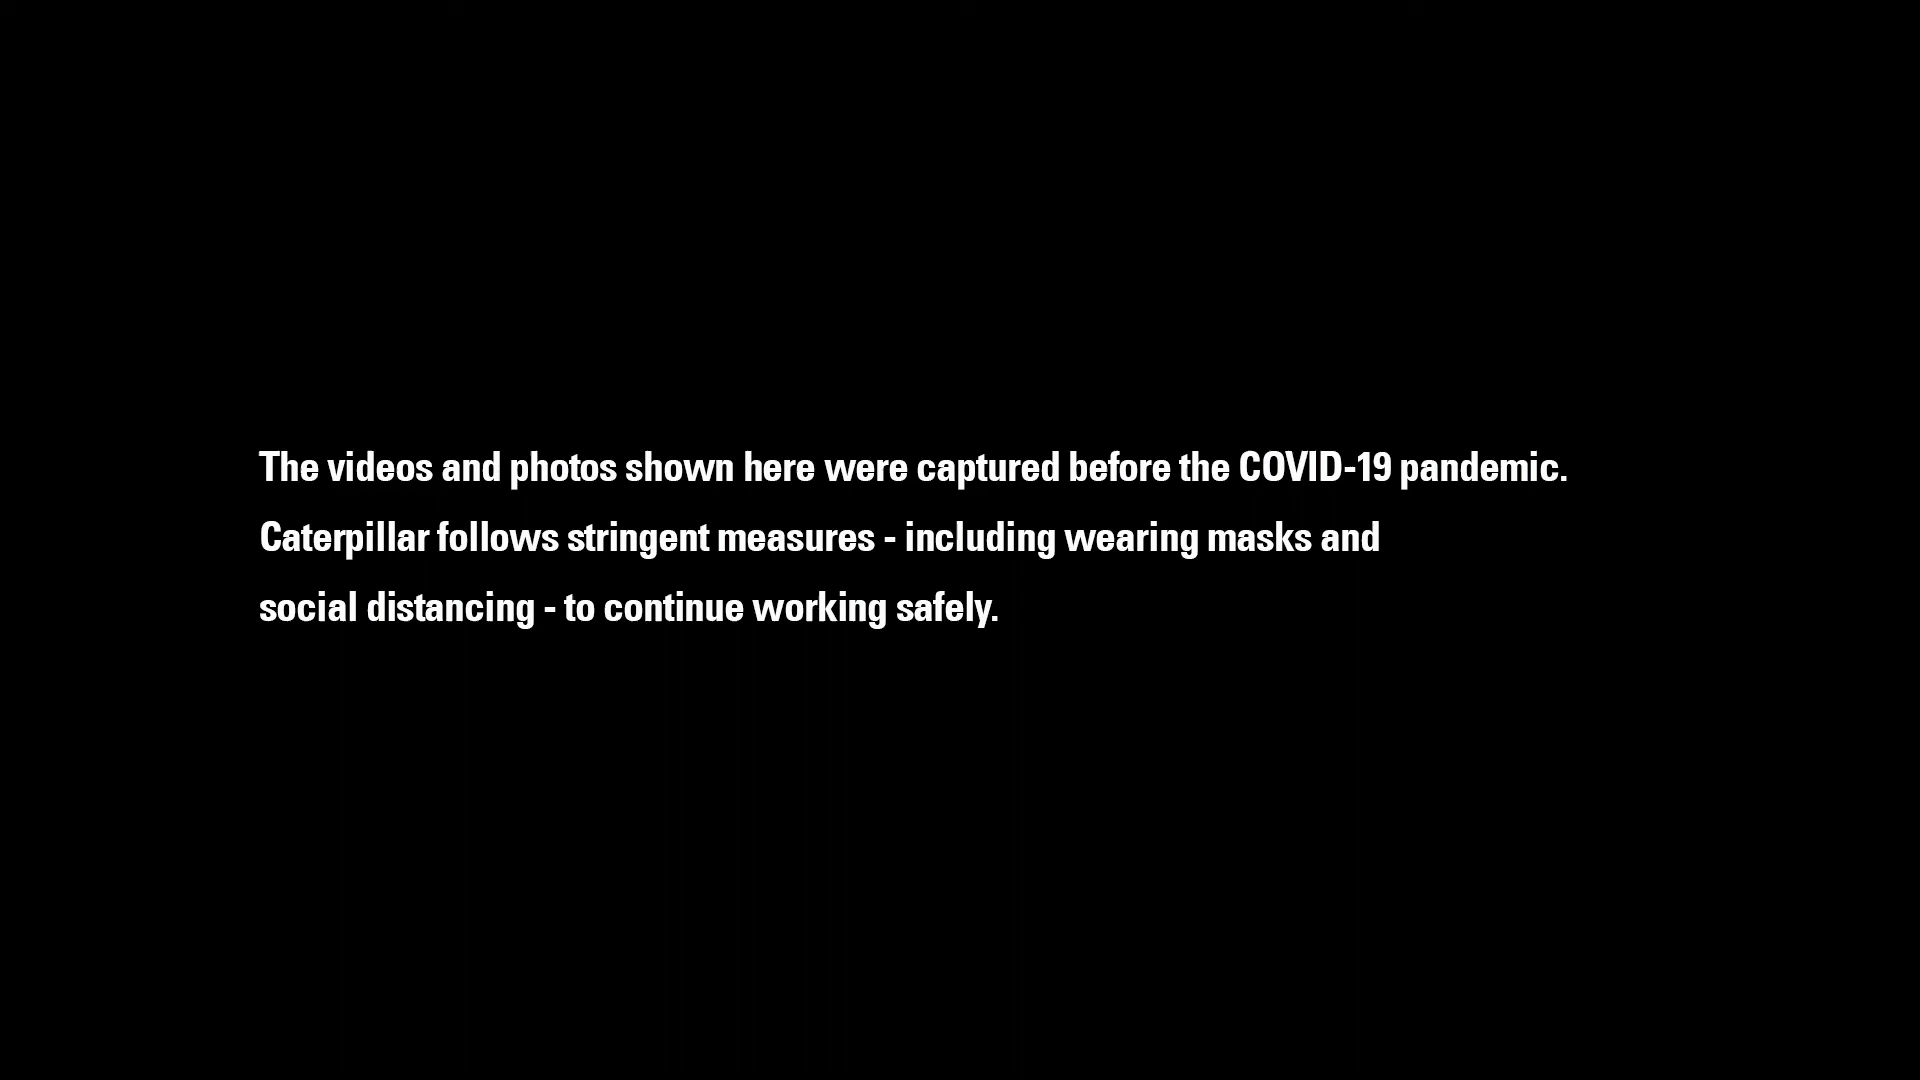 The videos and photos shown here were captured before the COVID-19 pandemic.
Caterpillar follows stringent measures - including wearing masks and
social distancing - to continue working safely.